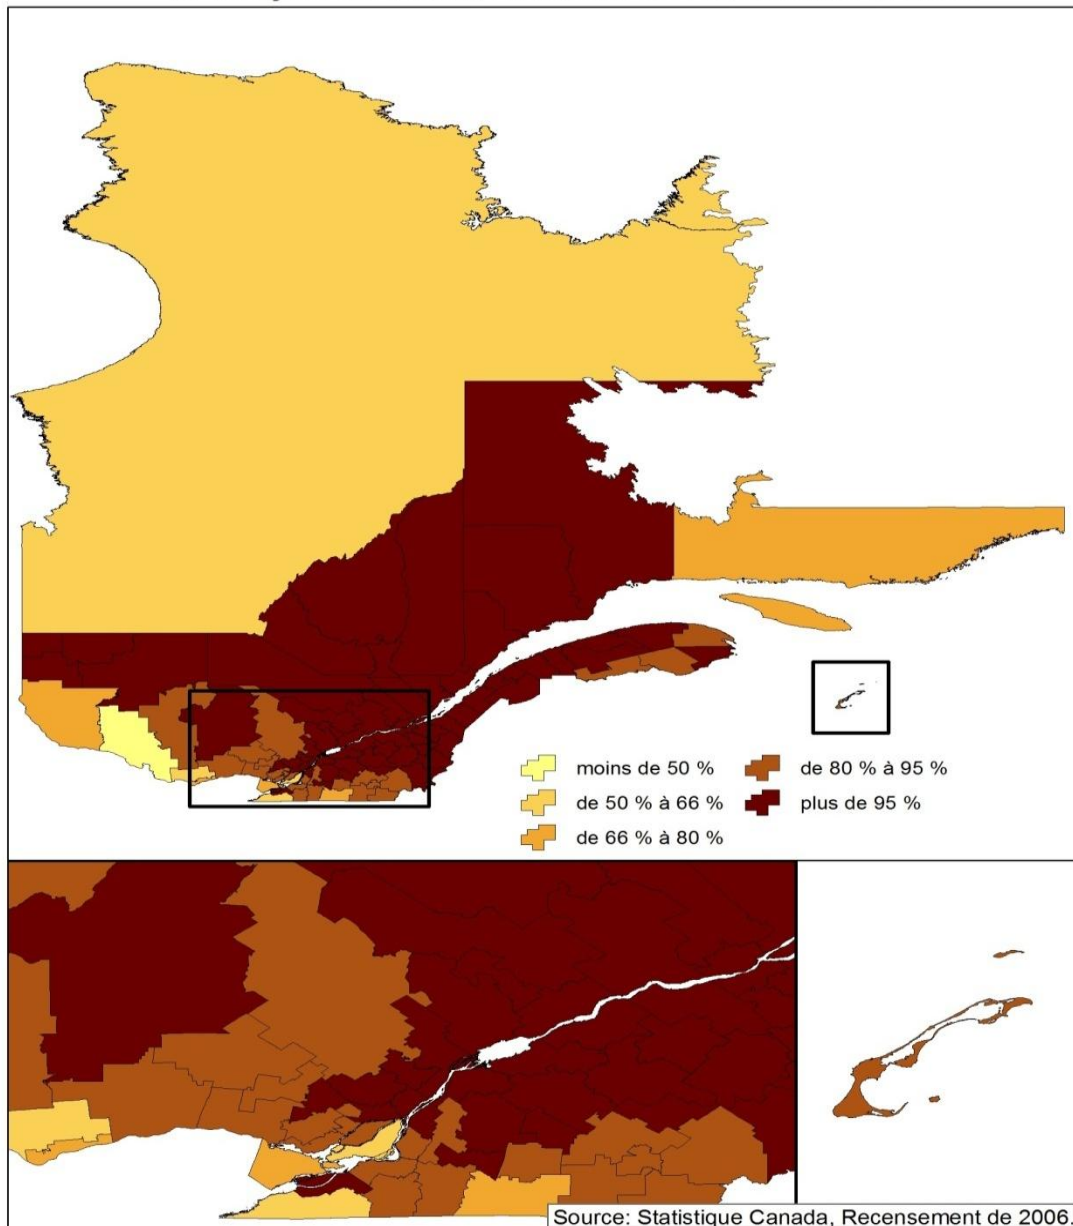 moins de 50 %
de 50 % à 66 %
de 66 % à 80 %
de 80 % à 95 %
plus de 95 %
Source: Statistique Canada, Recensement de 2006.